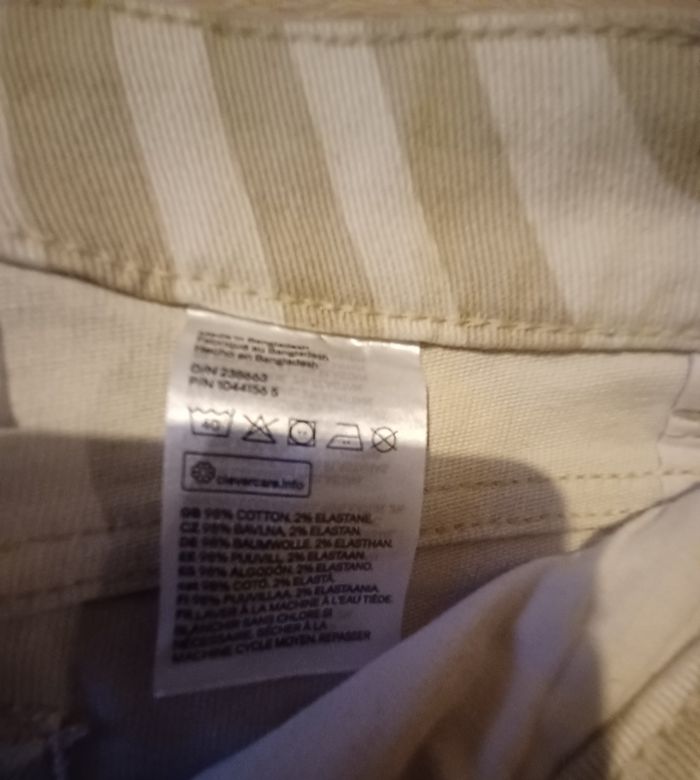 Made in Bangladesh
Fabriqué au Bangladesh
Hecho en Bangladesh
O/N 238663
P/N 1044156 5
40
clevercare.info
GB 98% COTTON, 2% ELASTANE,
CZ 98% BAVLNA, 2% ELASTAN,
DE 98% BAUMWOLLE, 2% ELASTHAN.
EE 98% PUUVILL, 2% ELASTAAN.
ES 98% ALGODÓN, 2% ELASTANO.
98% COTÓ, 2% ELASTÀ.
FI 98% PUUVILLAA, 2% ELASTAANIA.
FR LAVER À LA MACHINE À L'EAU TIÈDE.
BLANCHIR SANS CHLORE SI
NÉCESSAIRE. SÉCHER À LA
MACHINE CYCLE MOYEN. REPASSER